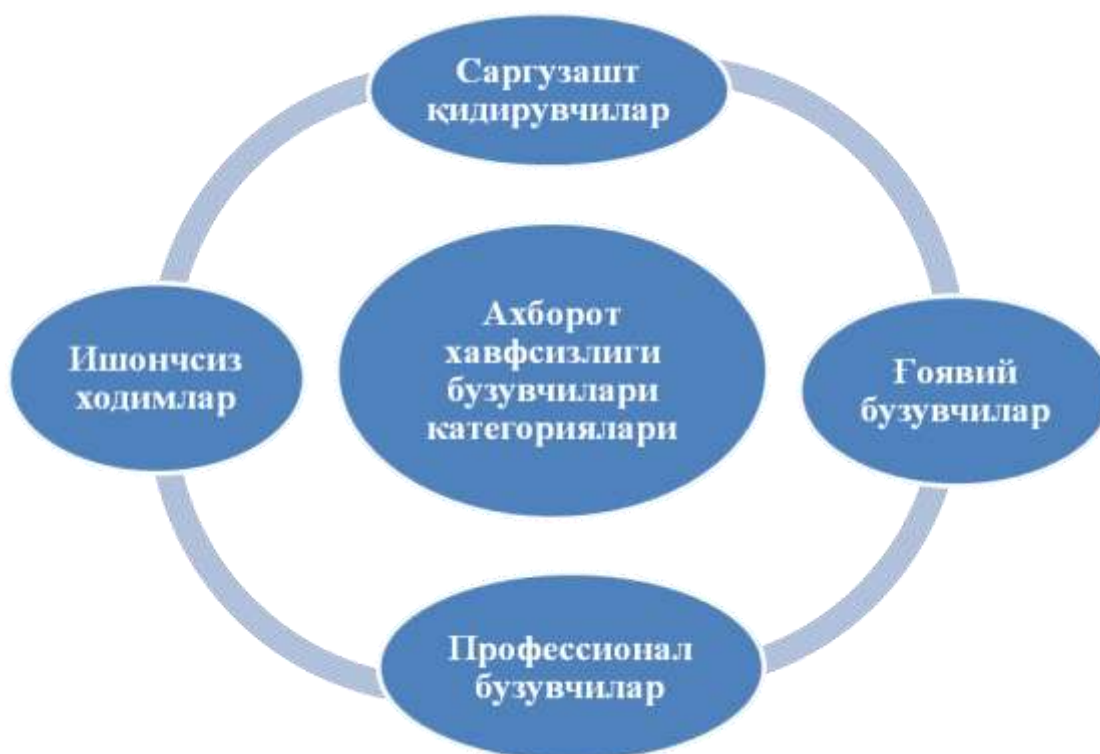 Саргузашт
қидирувчилар
Ахборот
хавфсизлиги
бузувчилари
категориялари
Ишончсиз
ходимлар
Ғоявий
бузувчилар
Профессионал
бузувчилар